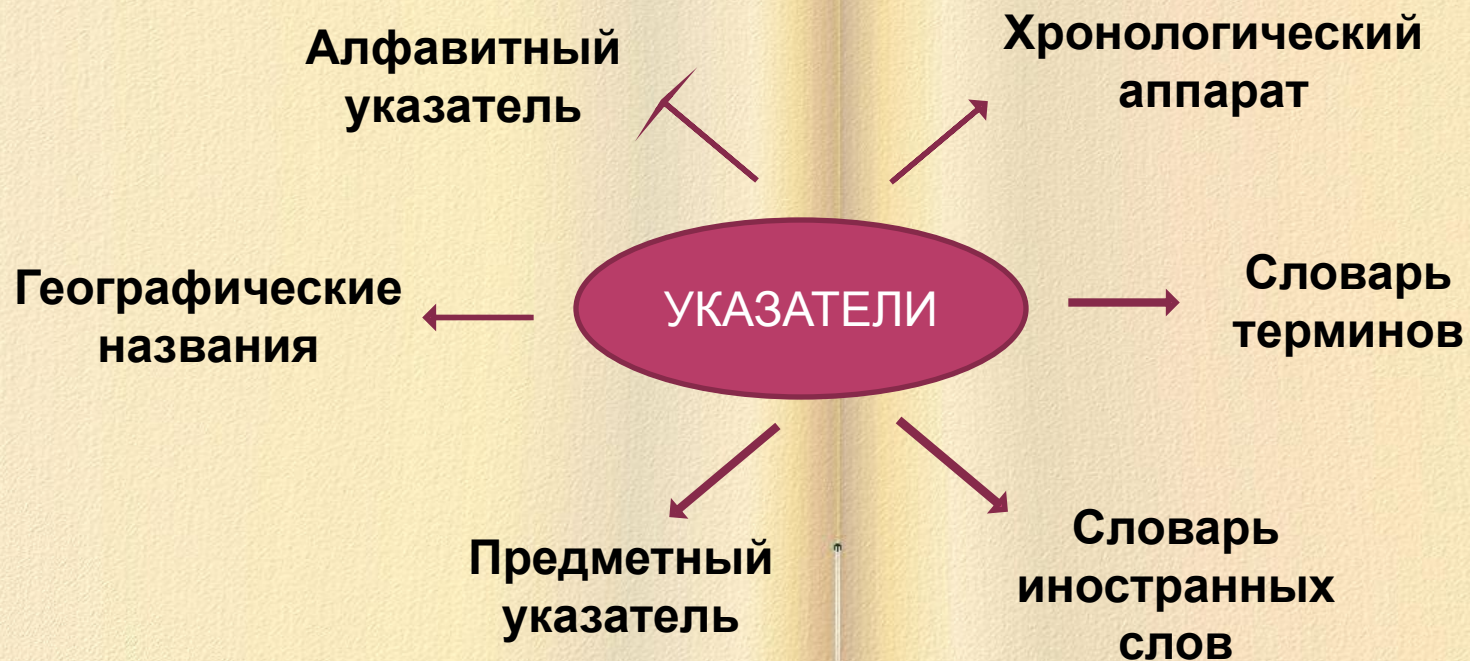 Алфавитный
указатель
Хронологический
аппарат
Географические
названия
УКАЗАТЕЛИ
Словарь
терминов
Предметный
указатель
Словарь
иностранных
слов